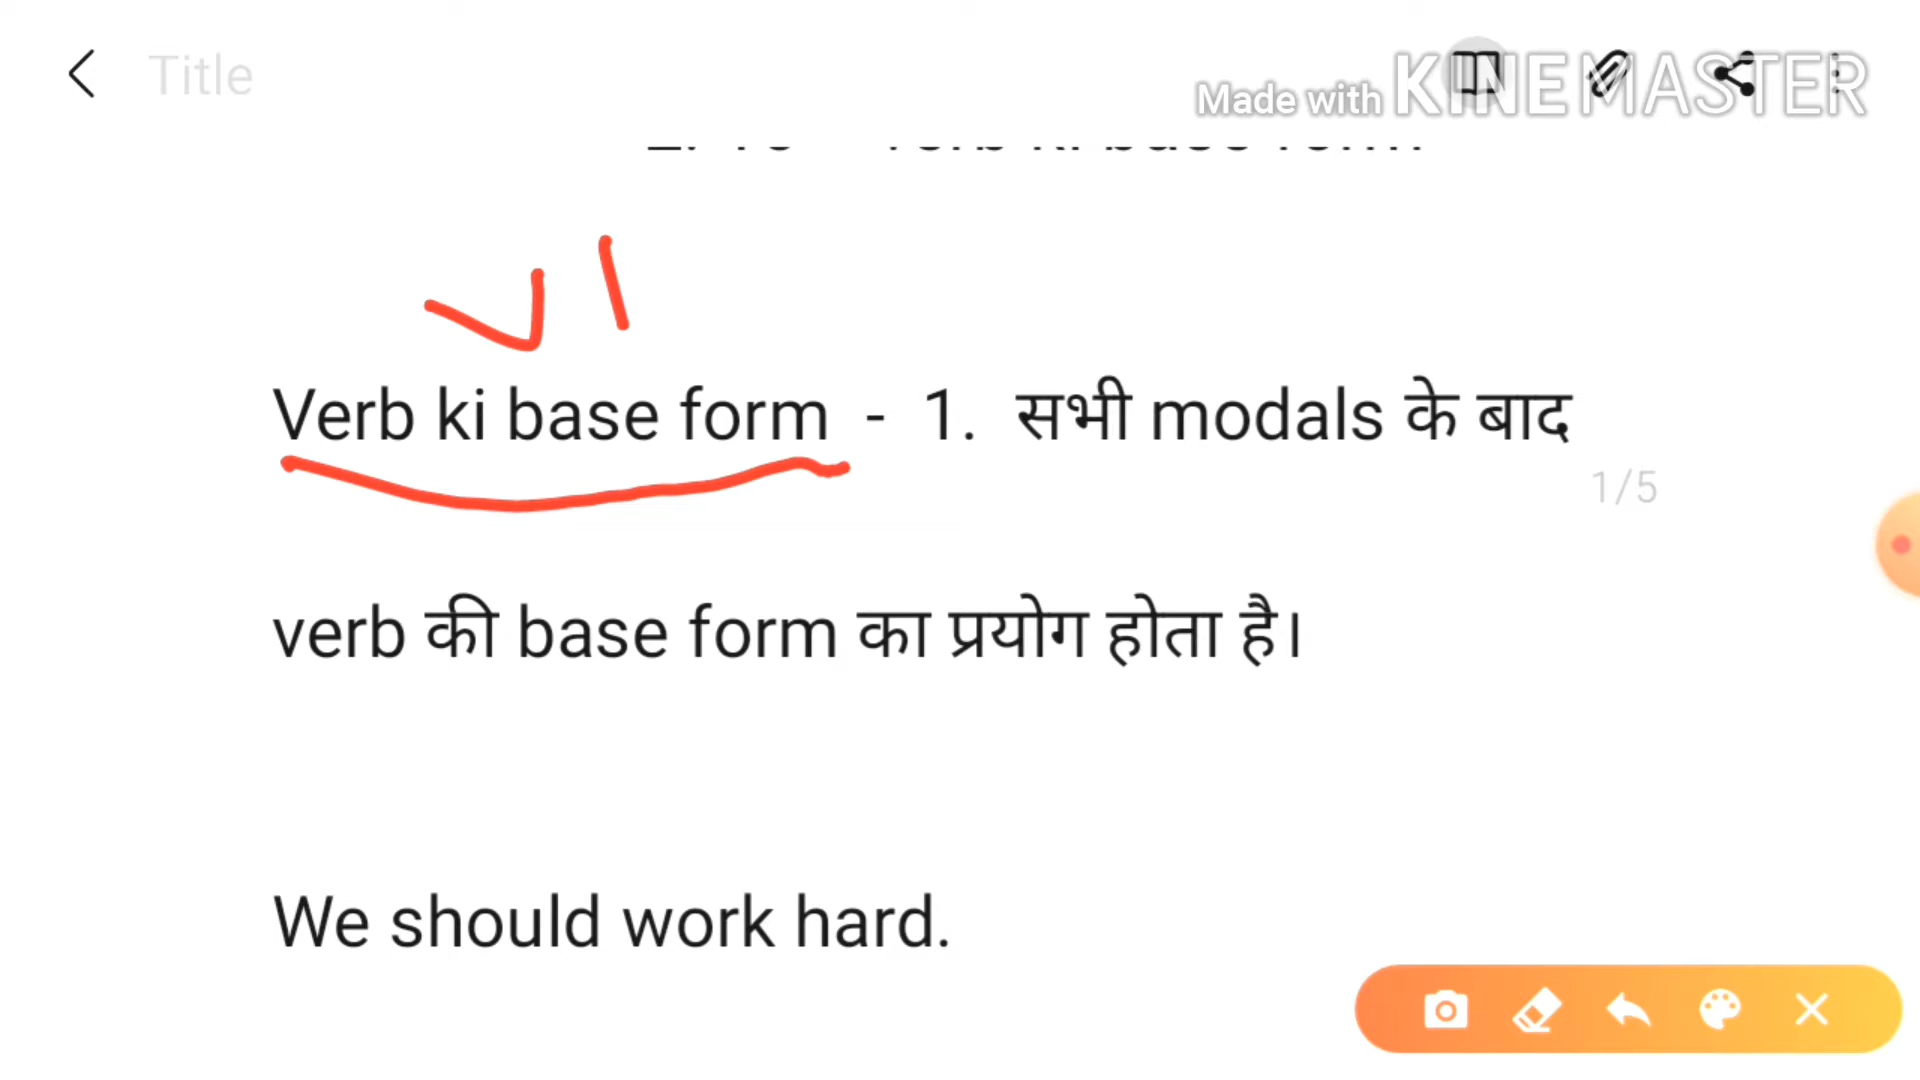 Title
Made with KINEMASTER
V1
Verb ki base form - 1. सभी modals के बाद
1/5
verb की base form का प्रयोग होता है।
We should work hard.